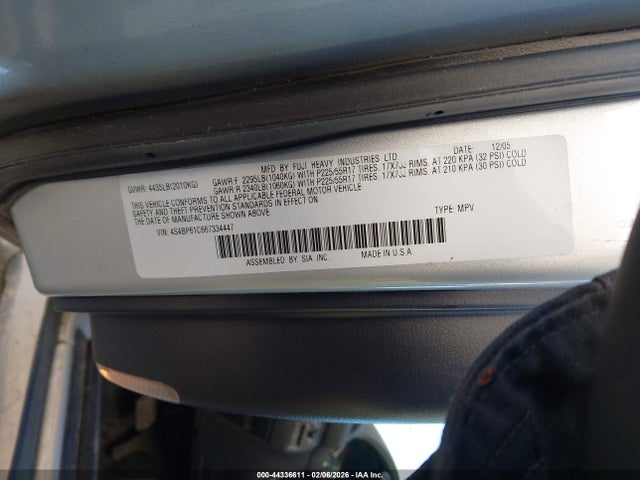 MFD BY FUJI HEAVY INDUSTRIES LTD. DATE: 12/05
GVWR: 4435LB(2010KG) GAWR:F 2295LB(1040KG) WITH P225/55R17 TIRES 17X7JJ RIMS. AT 220 KPA (32 PSI) COLD
GAWR:R 2340LB(1060KG) WITH P225/55R17 TIRES 17X7JJ RIMS. AT 210 KPA (30 PSI) COLD
THIS VEHICLE CONFORMS TO ALL APPLICABLE FEDERAL MOTOR VEHICLE
SAFETY AND THEFT PREVENTION STANDARDS IN EFFECT ON
THE DATE OF MANUFACTURE SHOWN ABOVE.
VIN: 4S4BP61C667334447 TYPE: MPV
ASSEMBLED BY SIA INC. MADE IN U.S.A.
000-44336611 - 02/06/2026 - IAA Inc.